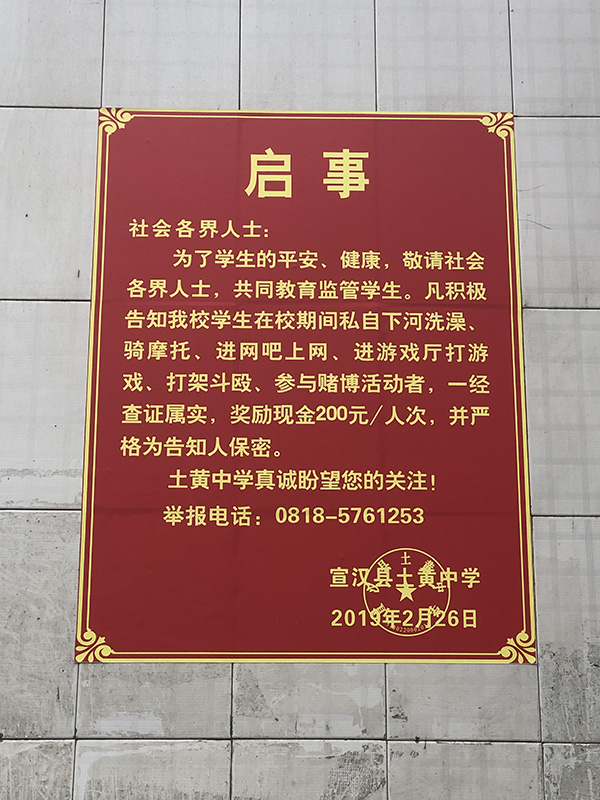 启事
社会各界人士：
为了学生的平安、健康，敬请社会
各界人士，共同教育监管学生。凡积极
告知我校学生在校期间私自下河洗澡、
骑摩托、进网吧上网、进游戏厅打游
戏、打架斗殴、参与赌博活动者，一经
查证属实，奖励现金200元/人次，并严
格为告知人保密。
土黄中学真诚盼望您的关注！
举报电话：0818-5761253
宣汉县土黄中学
2019年2月26日